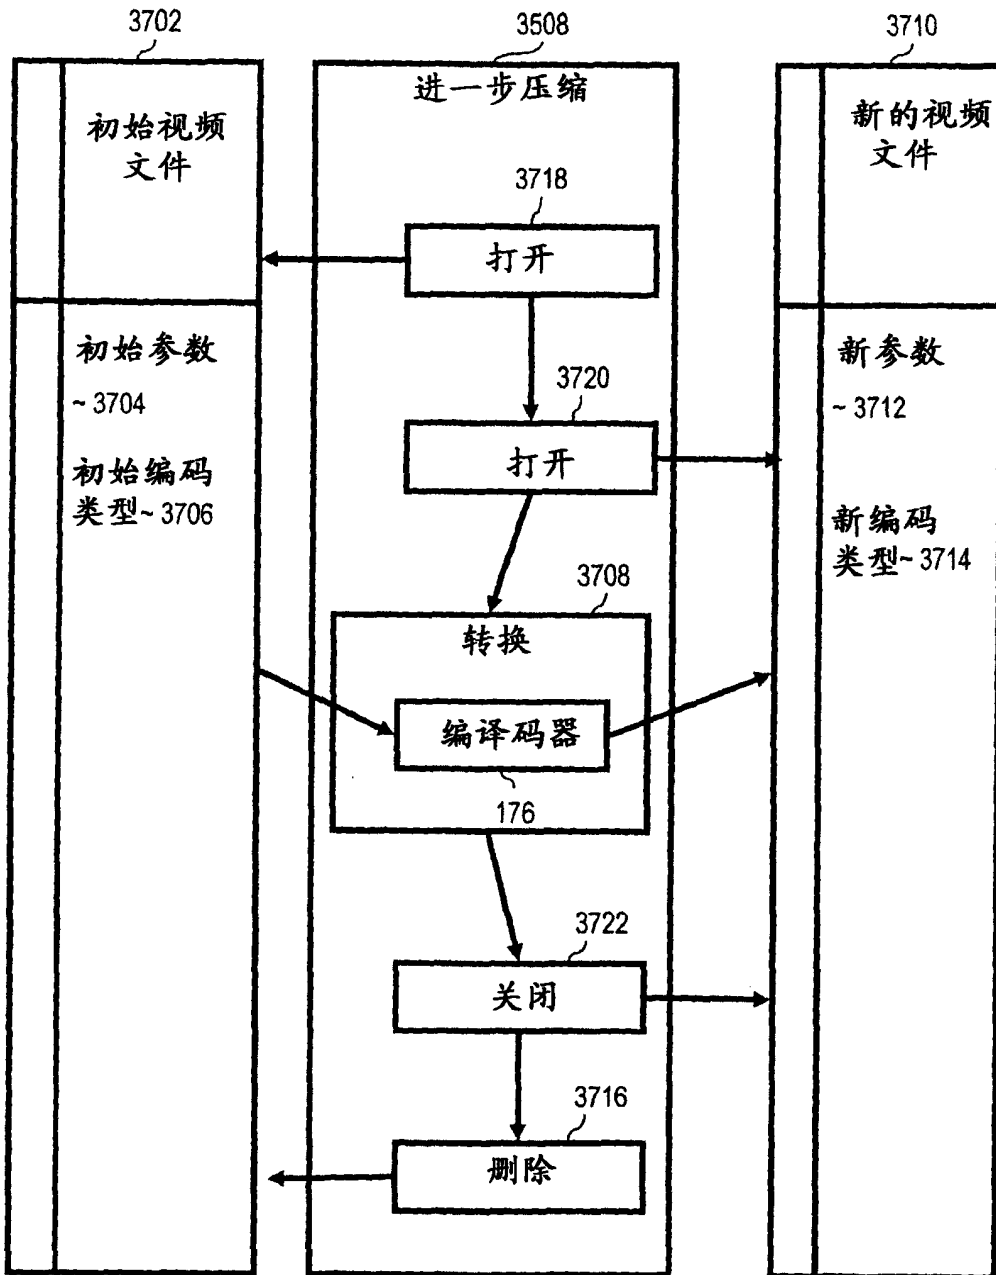 3702
初始视频
文件
初始参数
~3704
初始编码
类型~3706
3508
进一步压缩
3718
打开
3720
打开
3708
转换
编译码器
176
3722
关闭
3716
删除
3710
新的视频
文件
新参数
~3712
新编码
类型~3714